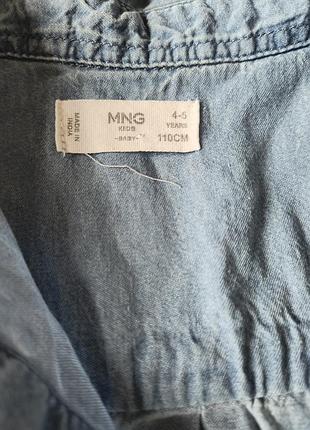 MADE IN
INDIA
MNG
KIDS
-BABY-
4-5
YEARS
110CM